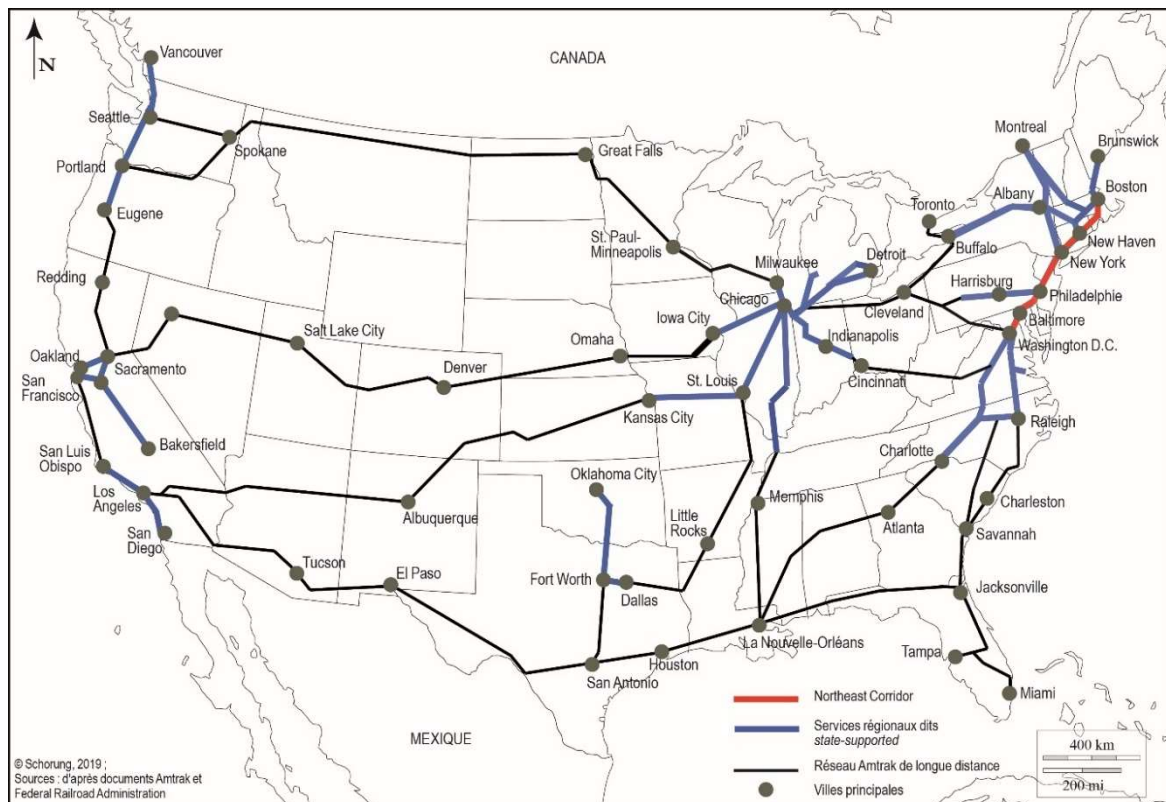 N
Vancouver
CANADA
Seattle
Spokane
Great Falls
Montreal
Brunswick
Portland
Albany
Boston
Toronto
Eugene
St. Paul-
Minneapolis
Detroit
Buffalo
New Haven
Milwaukee
New York
Redding
Harrisburg
Chicago
Philadelphie
Cleveland
Baltimore
Salt Lake City
Iowa City
Indianapolis
Washington D.C.
Oakland
Omaha
Sacramento
Denver
Cincinnati
San
Francisco
St. Louis
Kansas City
Raleigh
Bakersfield
San Luis
Obispo
Charlotte
Oklahoma City
Los
Angeles
Memphis
Charleston
Albuquerque
Little
Rocks
Atlanta
San
Diego
Savannah
Tucson
El Paso
Fort Worth
Dallas
Jacksonville
La Nouvelle-Orléans
Houston
Tampa
San Antonio
Miami
Northeast Corridor
Services régionaux dits
state-supported
MEXIQUE
400 km
200 mi
© Schorung, 2019 ;
Sources : d'après documents Amtrak et
Federal Railroad Administration
Réseau Amtrak de longue distance
Villes principales